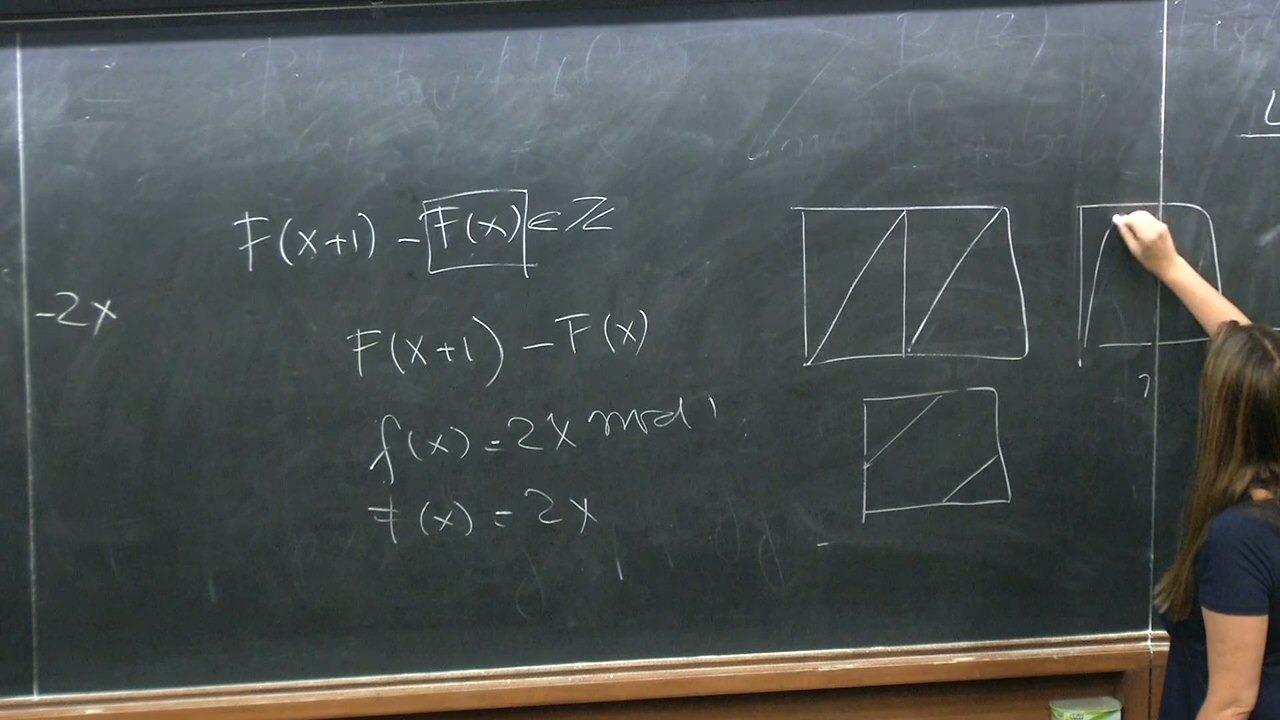 F(x+1) - F(x) ∈ ℤ
-2x
F(x+1) - F(x)
f(x) = 2x mod 1
F(x) = 2x